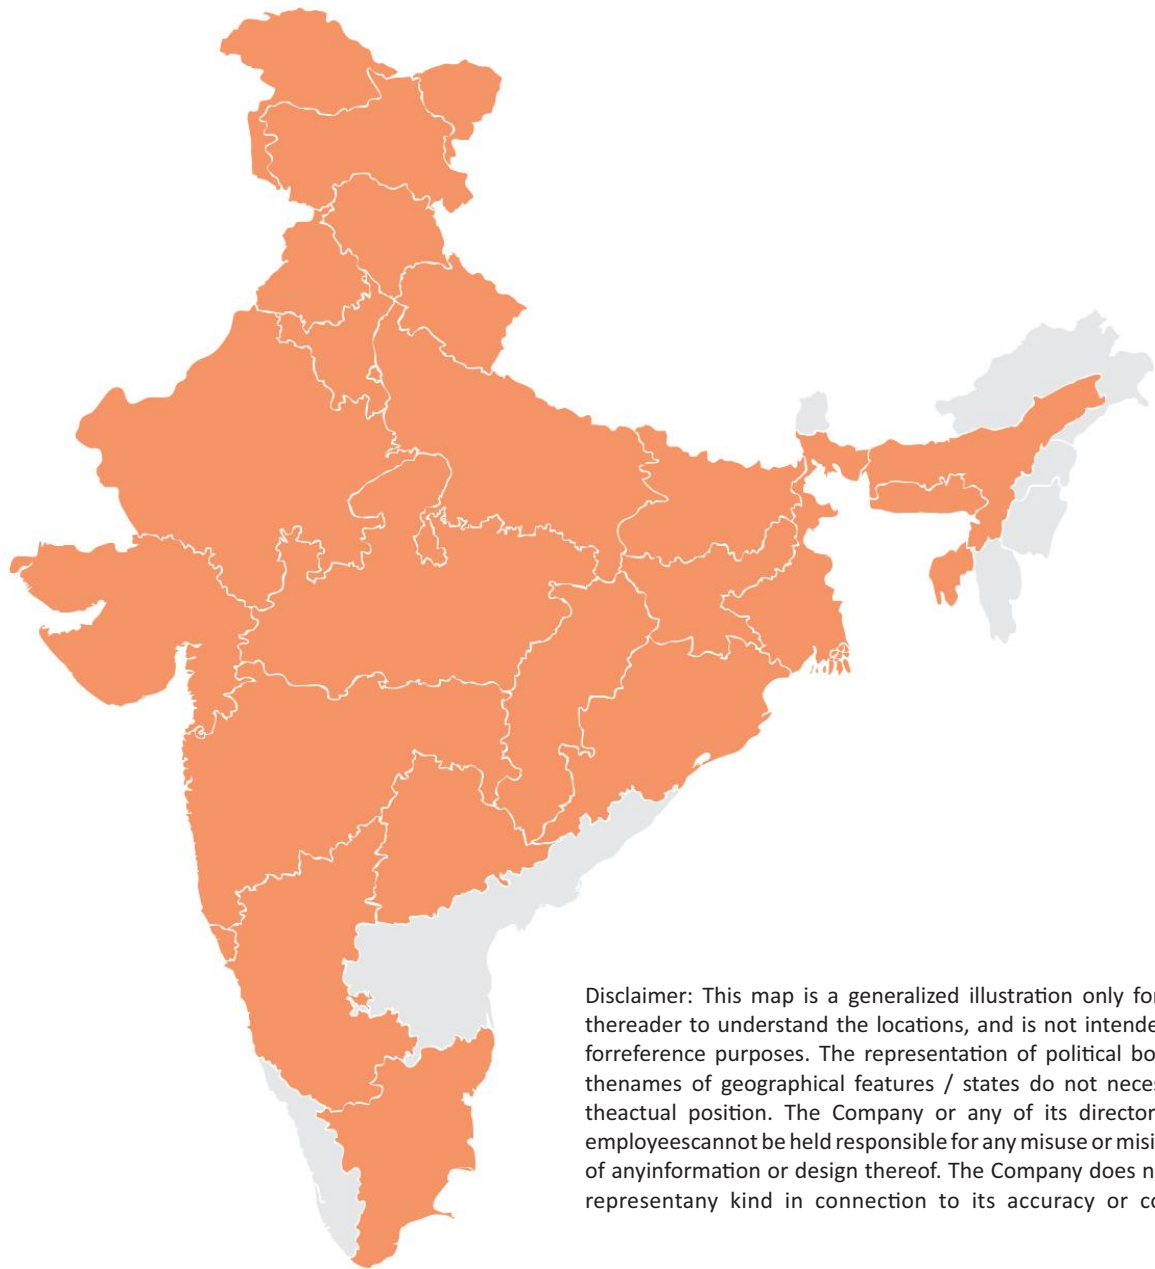 Disclaimer: This map is a generalized illustration only for
thereader to understand the locations, and is not intende
forreference purposes. The representation of political bo
thenames of geographical features / states do not neces
theactual position. The Company or any of its director
employeescannot be held responsible for any misuse or misi
of anyinformation or design thereof. The Company does n
representany kind in connection to its accuracy or co